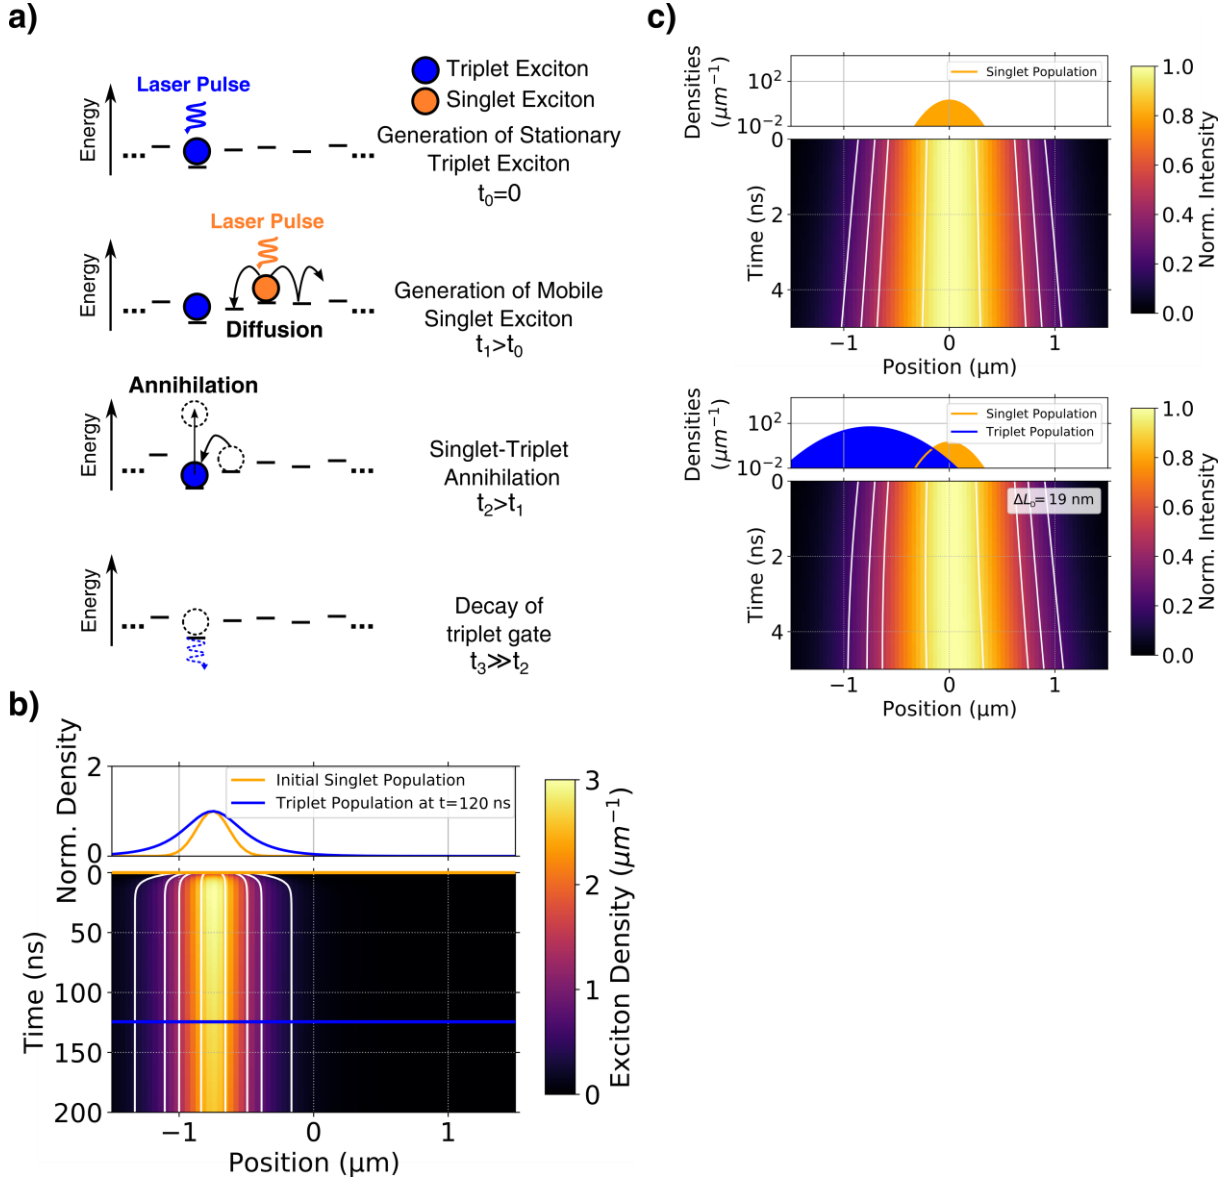 a)
Laser Pulse
Energy
...
...
Triplet Exciton
Singlet Exciton
Generation of Stationary
Triplet Exciton
t₀=0
Laser Pulse
Energy
...
...
Diffusion
Generation of Mobile
Singlet Exciton
t₁>t₀
Annihilation
Energy
...
...
Singlet-Triplet
Annihilation
t₂>t₁
Energy
...
...
Decay of
triplet gate
t₃≫t₂
b)
Norm. Density
2
0
Initial Singlet Population
Triplet Population at t=120 ns
Time (ns)
0
50
100
150
200
−1
0
1
Position (µm)
3
2
1
0
Exciton Density (μm⁻¹)
c)
Densities
(μm⁻¹)
10²
10⁻²
Singlet Population
Time (ns)
0
2
4
−1
0
1
Position (µm)
1.0
0.8
0.6
0.4
0.2
0.0
Norm. Intensity
Densities
(μm⁻¹)
10²
10⁻²
Singlet Population
Triplet Population
ΔL₀= 19 nm
Time (ns)
0
2
4
−1
0
1
Position (µm)
1.0
0.8
0.6
0.4
0.2
0.0
Norm. Intensity